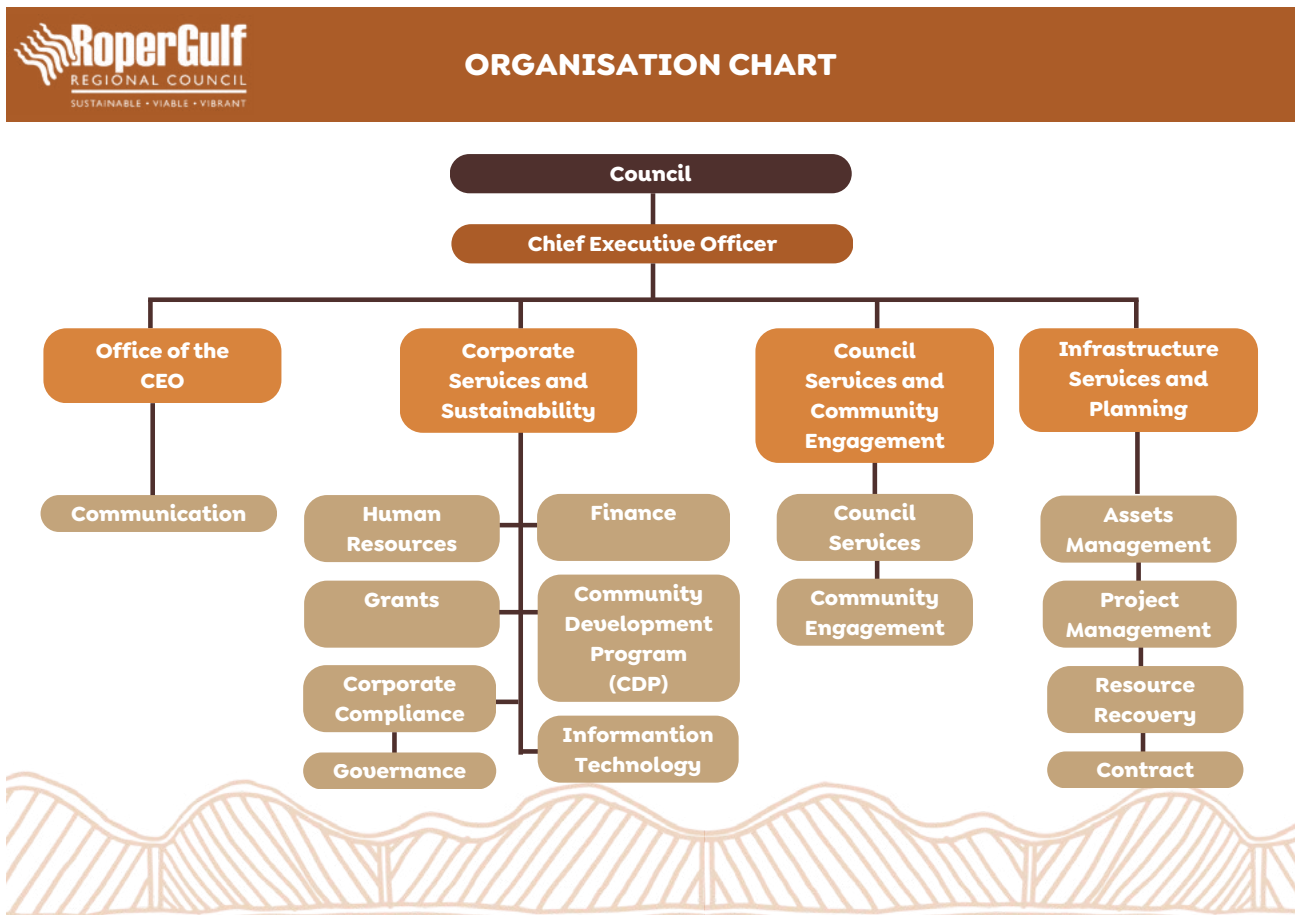 RoperGulf
REGIONAL COUNCIL
SUSTAINABLE • VIABLE • VIBRANT
ORGANISATION CHART
Council
Chief Executive Officer
Office of the
CEO
Communication
Corporate
Services and
Sustainability
Human
Resources
Finance
Grants
Community
Development
Program
(CDP)
Corporate
Compliance
Governance
Informantion
Technology
Council
Services and
Community
Engagement
Council
Services
Community
Engagement
Infrastructure
Services and
Planning
Assets
Management
Project
Management
Resource
Recovery
Contract